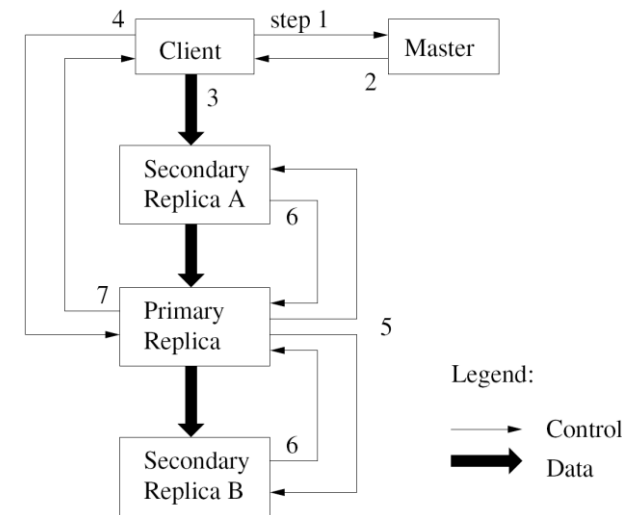 4
step 1
Client
Master
2
3
Secondary
Replica A
6
7
Primary
Replica
5
Legend:
Control
6
Secondary
Replica B
Data